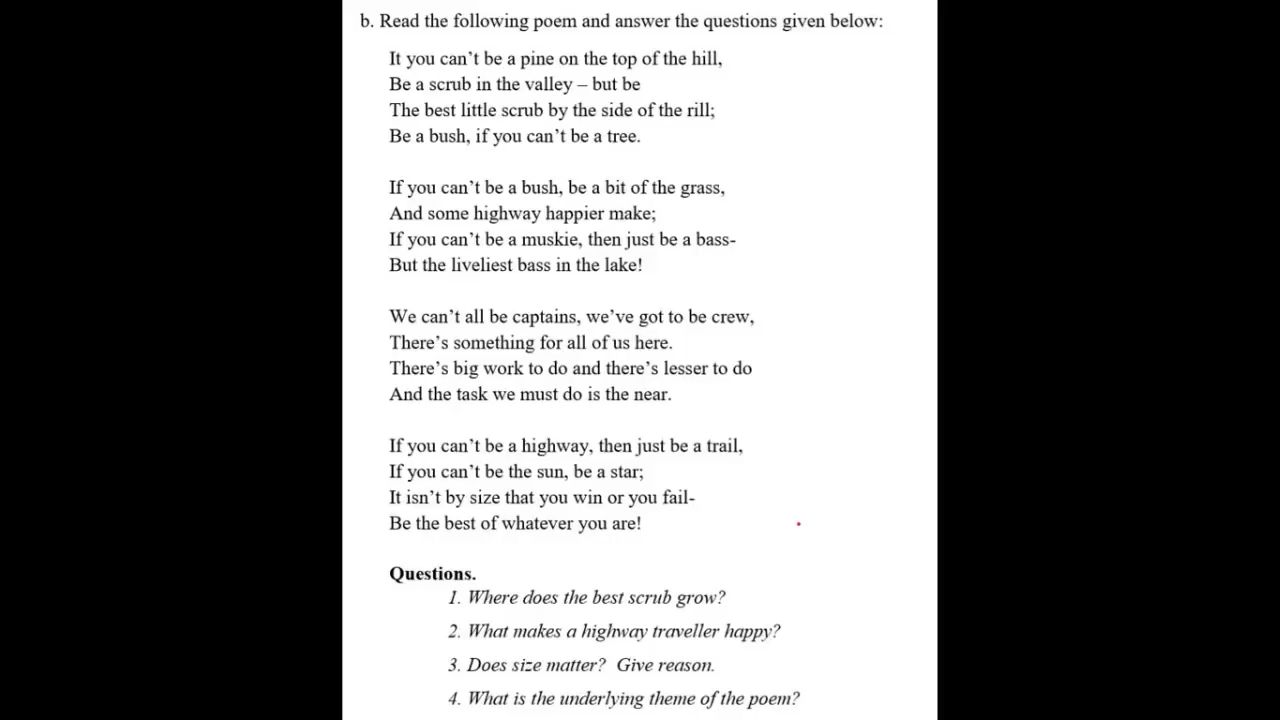 b. Read the following poem and answer the questions given below:
It you can’t be a pine on the top of the hill,
Be a scrub in the valley – but be
The best little scrub by the side of the rill;
Be a bush, if you can’t be a tree.
If you can’t be a bush, be a bit of the grass,
And some highway happier make;
If you can’t be a muskie, then just be a bass-
But the liveliest bass in the lake!
We can’t all be captains, we’ve got to be crew,
There’s something for all of us here.
There’s big work to do and there’s lesser to do
And the task we must do is the near.
If you can’t be a highway, then just be a trail,
If you can’t be the sun, be a star;
It isn’t by size that you win or you fail-
Be the best of whatever you are!
Questions.
1. Where does the best scrub grow?
2. What makes a highway traveller happy?
3. Does size matter? Give reason.
4. What is the underlying theme of the poem?